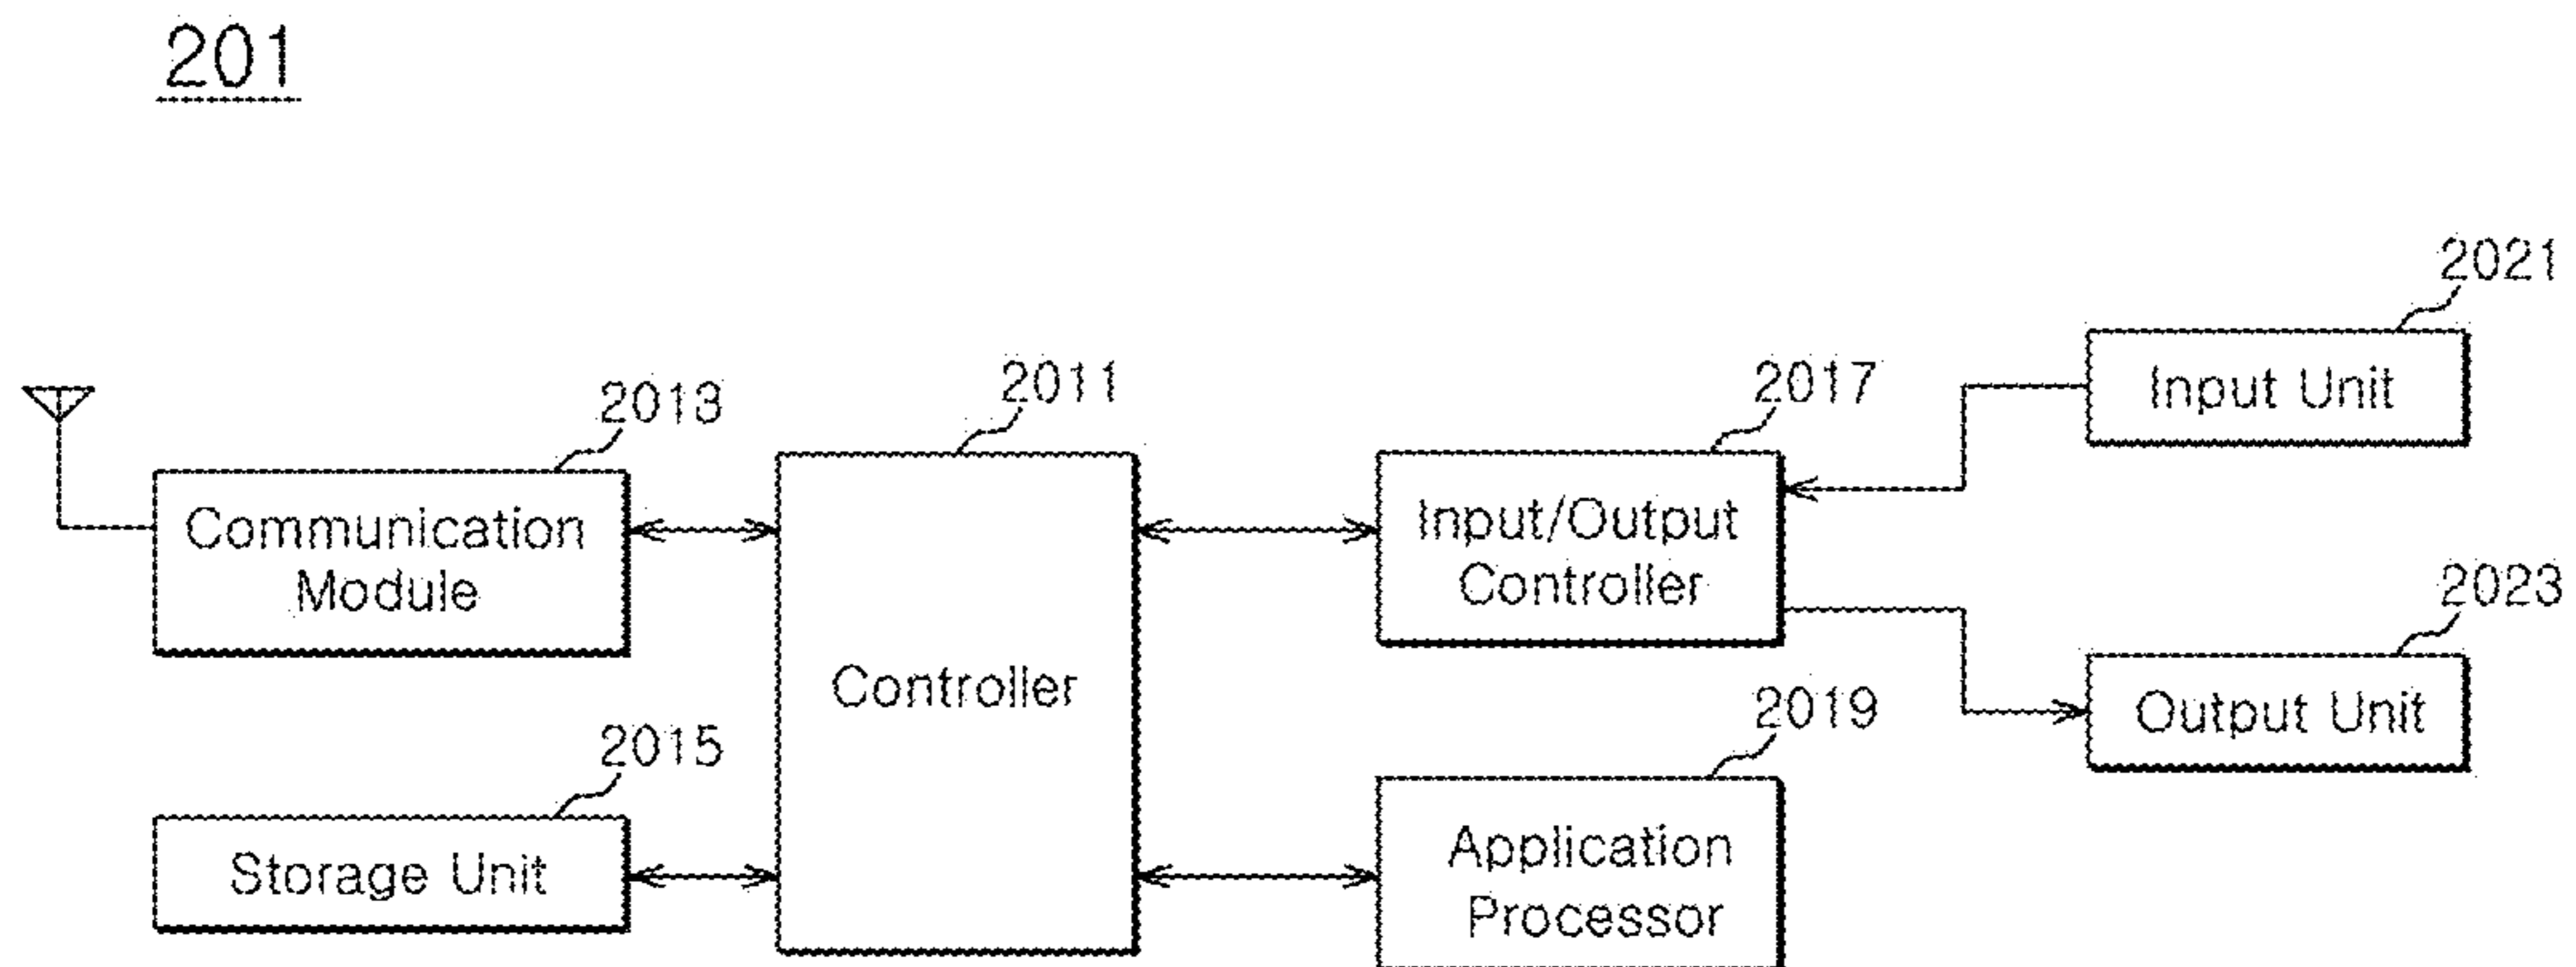 201
2021
Input Unit
2013
2011
2017
Communication
Module
Controller
Input/Output
Controller
2023
Output Unit
2015
Storage Unit
2019
Application
Processor